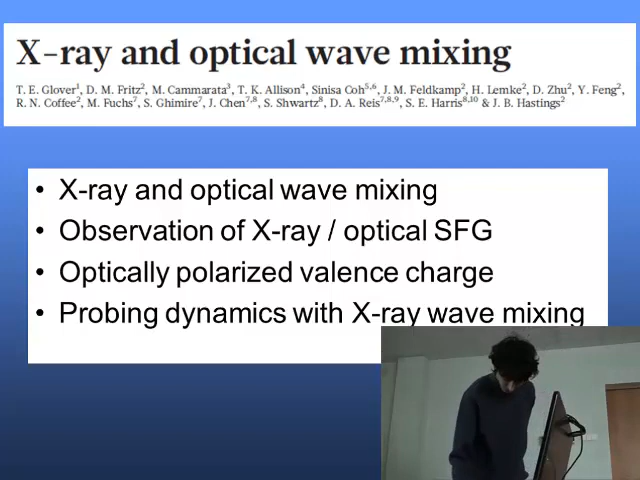 X-ray and optical wave mixing
T. E. Glover¹, D. M. Fritz², M. Cammarata³, T. K. Allison⁴, Sinisa Coh⁵,⁶, J. M. Feldkamp², H. Lemke², D. Zhu², Y. Feng²,
R. N. Coffee², M. Fuchs⁷, S. Ghimire⁷, J. Chen⁷,⁸, S. Shwartz⁸, D. A. Reis⁷,⁸,⁹, S. E. Harris⁸,¹⁰ & J. B. Hastings²
• X-ray and optical wave mixing
• Observation of X-ray / optical SFG
• Optically polarized valence charge
• Probing dynamics with X-ray wave mixing